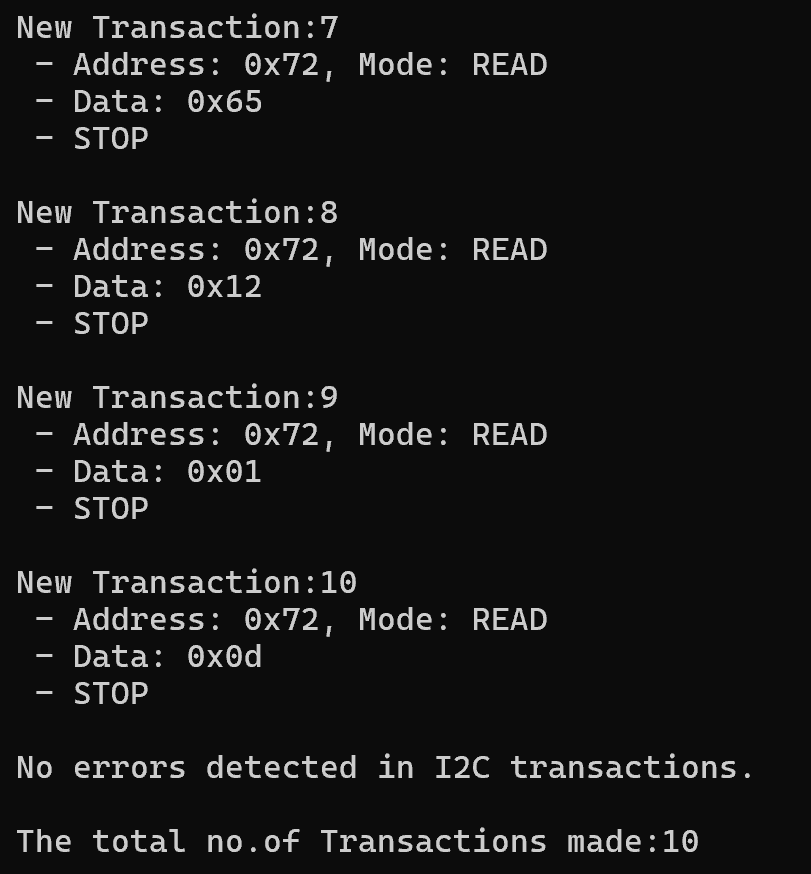 New Transaction:7
 - Address: 0x72, Mode: READ
 - Data: 0x65
 - STOP

New Transaction:8
 - Address: 0x72, Mode: READ
 - Data: 0x12
 - STOP

New Transaction:9
 - Address: 0x72, Mode: READ
 - Data: 0x01
 - STOP

New Transaction:10
 - Address: 0x72, Mode: READ
 - Data: 0x0d
 - STOP

No errors detected in I2C transactions.

The total no.of Transactions made:10